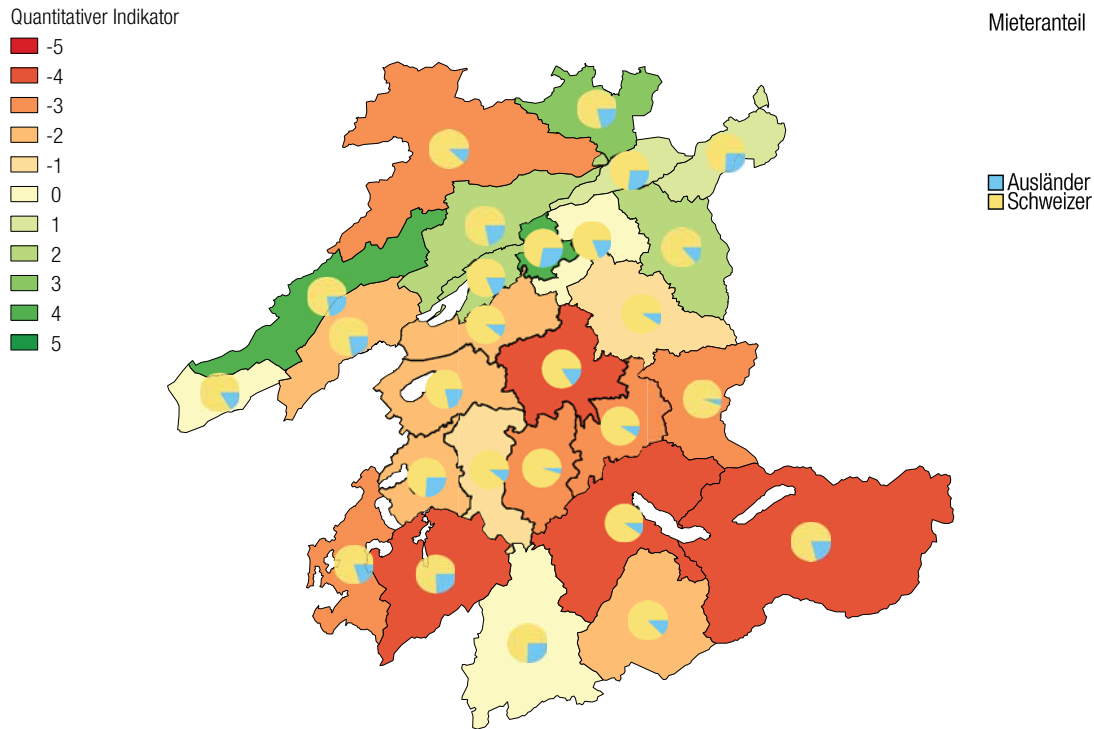 Quantitativer Indikator
-5
-4
-3
-2
-1
0
1
2
3
4
5
Mieteranteil
Ausländer
Schweizer